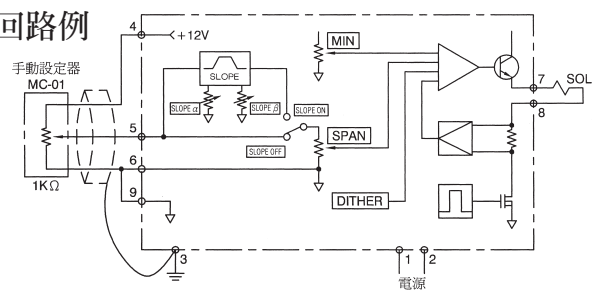 回路例
手動設定器
MC-01
1KΩ
4
+12V
SLOPE
SLOPE α
SLOPE β
SLOPE ON
SLOPE OFF
5
6
9
3
MIN
SPAN
DITHER
7
SOL
8
1
2
電源